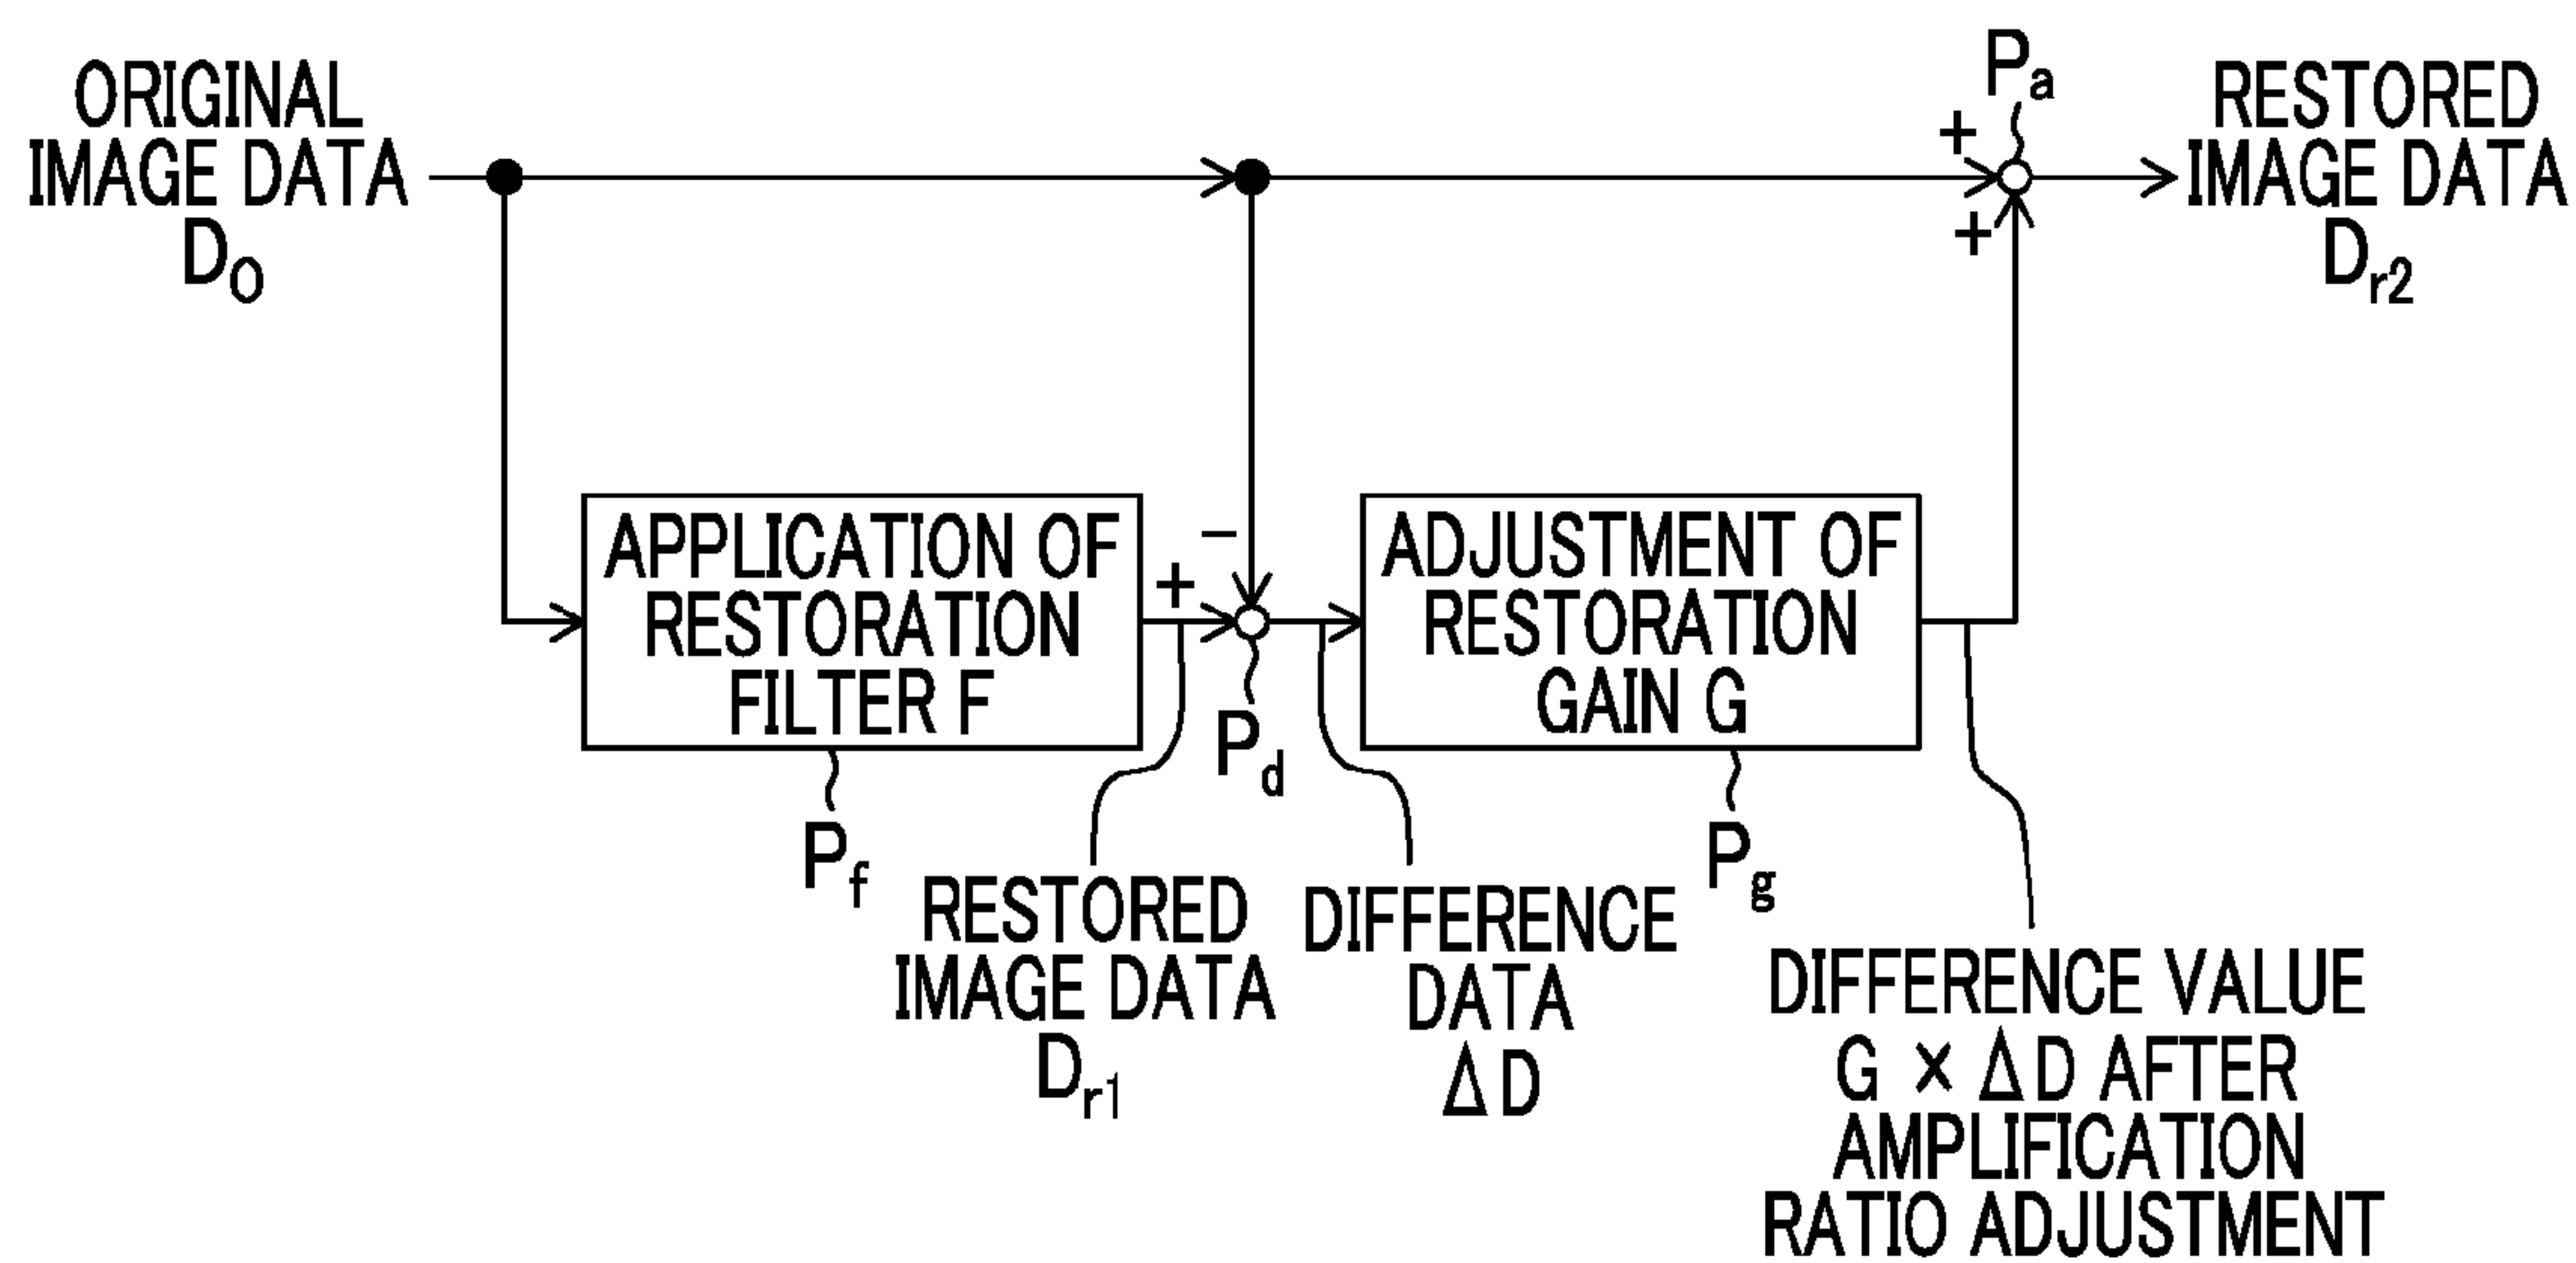 ORIGINAL
IMAGE DATA
DO
+
+
Pa
RESTORED
IMAGE DATA
Dr2
APPLICATION OF
RESTORATION
FILTER F
+
−
ADJUSTMENT OF
RESTORATION
GAIN G
Pf
Pd
Pg
RESTORED
IMAGE DATA
Dr1
DIFFERENCE
DATA
ΔD
DIFFERENCE VALUE
G × ΔD AFTER
AMPLIFICATION
RATIO ADJUSTMENT